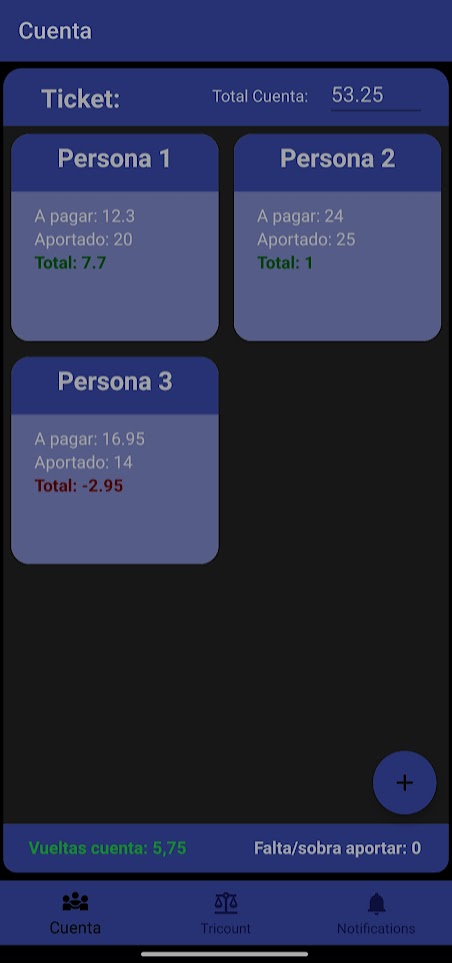 Cuenta
Ticket: Total Cuenta: 53.25
Persona 1
A pagar: 12.3
Aportado: 20
Total: 7.7
Persona 2
A pagar: 24
Aportado: 25
Total: 1
Persona 3
A pagar: 16.95
Aportado: 14
Total: -2.95
+
Vueltas cuenta: 5,75 Falta/sobra aportar: 0
Cuenta Tricount Notifications